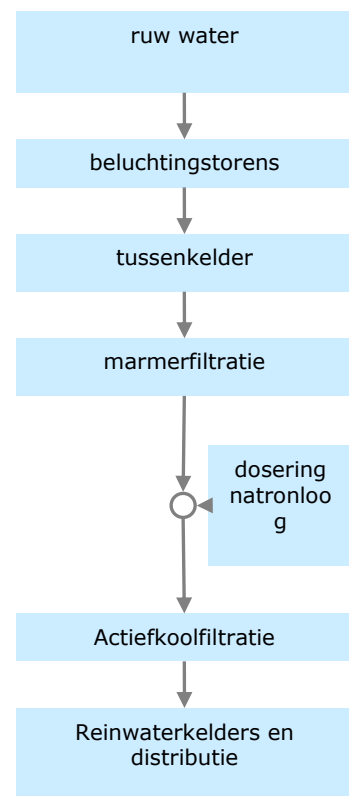 ruw water
beluchtingstorens
tussenkelder
marmerfiltratie
dosering
natronloo
g
Actiefkoolfiltratie
Reinwaterkelders en
distributie